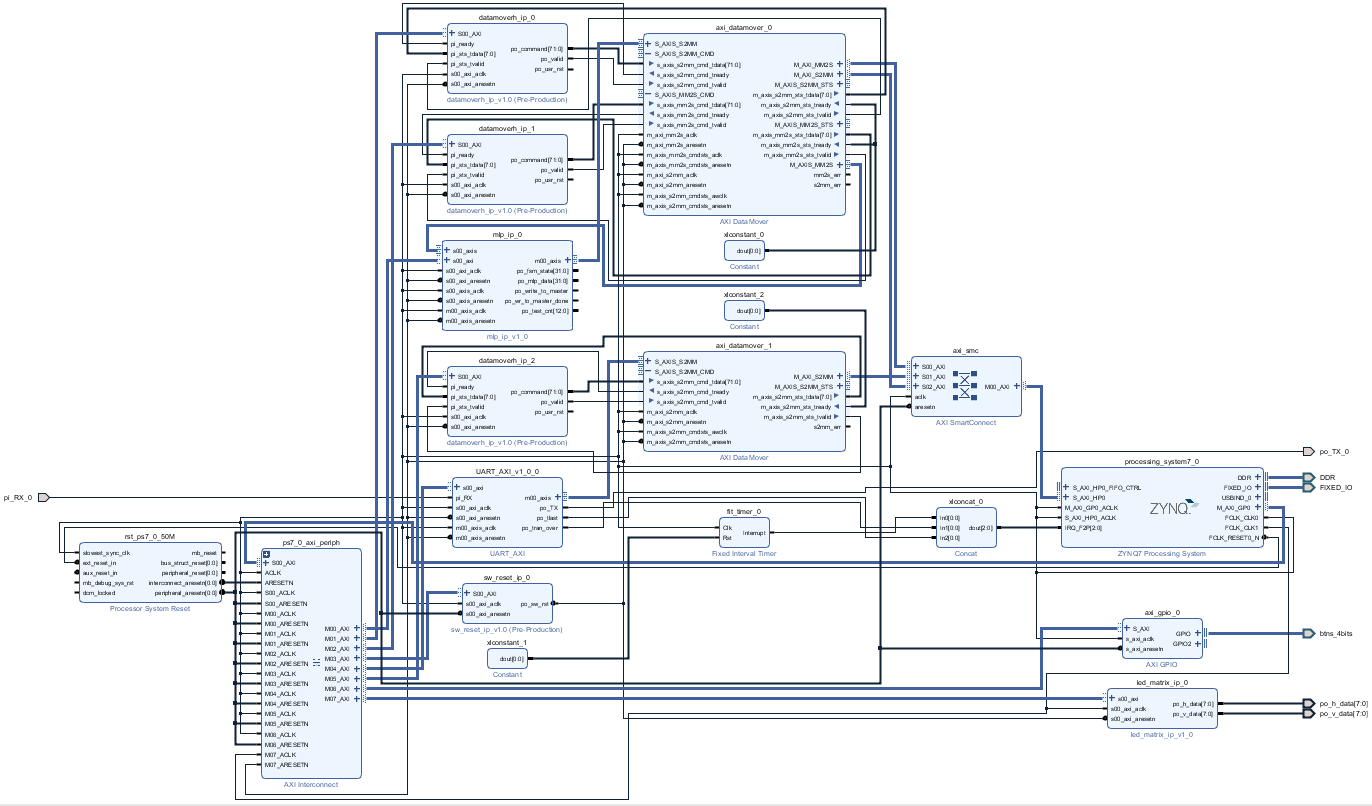 datamoverh_ip_0
S00_AXI
pi_ready
pi_sts_tdata[7:0]
pi_sts_tvalid
s00_axi_aclk
s00_axi_aresetn
po_command[71:0]
po_valid
po_usr_rst
datamoverh_ip_v1.0 (Pre-Production)
axi_datamover_0
S_AXIS_S2MM
S_AXIS_S2MM_CMD
s_axis_s2mm_cmd_tdata[71:0]
s_axis_s2mm_cmd_tready
s_axis_s2mm_cmd_tvalid
S_AXIS_MM2S_CMD
s_axis_mm2s_cmd_tdata[71:0]
s_axis_mm2s_cmd_tready
s_axis_mm2s_cmd_tvalid
m_axi_mm2s_aclk
m_axi_mm2s_aresetn
m_axis_mm2s_cmdsts_aclk
m_axis_mm2s_cmdsts_aresetn
m_axi_s2mm_aclk
m_axi_s2mm_aresetn
m_axis_s2mm_cmdsts_awclk
m_axis_s2mm_cmdsts_aresetn
M_AXI_MM2S
M_AXI_S2MM
M_AXIS_S2MM_STS
m_axis_s2mm_sts_tdata[7:0]
m_axis_s2mm_sts_tready
m_axis_s2mm_sts_tvalid
M_AXIS_MM2S_STS
m_axis_mm2s_sts_tdata[7:0]
m_axis_mm2s_sts_tready
m_axis_mm2s_sts_tvalid
M_AXIS_MM2S
mm2s_err
s2mm_err
AXI DataMover
datamoverh_ip_1
S00_AXI
pi_ready
pi_sts_tdata[7:0]
pi_sts_tvalid
s00_axi_aclk
s00_axi_aresetn
po_command[71:0]
po_valid
po_usr_rst
datamoverh_ip_v1.0 (Pre-Production)
mlp_ip_0
s00_axis
s00_axi
s00_axi_aclk
s00_axi_aresetn
s00_axis_aclk
s00_axis_aresetn
m00_axis_aclk
m00_axis_aresetn
m00_axis
po_fsm_state[31:0]
po_mlp_data[31:0]
po_write_to_master
po_wr_to_master_done
po_test_cnt[12:0]
mlp_ip_v1_0
xlconstant_0
dout[0:0]
Constant
xlconstant_2
dout[0:0]
Constant
datamoverh_ip_2
S00_AXI
pi_ready
pi_sts_tdata[7:0]
pi_sts_tvalid
s00_axi_aclk
s00_axi_aresetn
po_command[71:0]
po_valid
po_usr_rst
datamoverh_ip_v1.0 (Pre-Production)
axi_datamover_1
S_AXIS_S2MM
S_AXIS_S2MM_CMD
s_axis_s2mm_cmd_tdata[71:0]
s_axis_s2mm_cmd_tready
s_axis_s2mm_cmd_tvalid
m_axi_s2mm_aclk
m_axi_s2mm_aresetn
m_axis_s2mm_cmdsts_awclk
m_axis_s2mm_cmdsts_aresetn
M_AXI_S2MM
M_AXIS_S2MM_STS
m_axis_s2mm_sts_tdata[7:0]
m_axis_s2mm_sts_tready
m_axis_s2mm_sts_tvalid
s2mm_err
AXI DataMover
axi_smc
S00_AXI
S01_AXI
S02_AXI
aclk
aresetn
M00_AXI
AXI SmartConnect
pi_RX_0
UART_AXI_v1_0_0
s00_axi
pi_RX
s00_axi_aclk
s00_axi_aresetn
m00_axis_aclk
m00_axis_aresetn
m00_axis
po_TX
po_tlast
po_tran_over
UART_AXI
fit_timer_0
Clk
Rst
Interrupt
Fixed Interval Timer
xlconcat_0
In0[0:0]
In1[0:0]
In2[0:0]
dout[2:0]
Concat
processing_system7_0
S_AXI_HP0_FIFO_CTRL
S_AXI_HP0
M_AXI_GP0_ACLK
S_AXI_HP0_ACLK
IRQ_F2P[2:0]
ZYNQ
DDR
FIXED_IO
USBIND_0
M_AXI_GP0
FCLK_CLK0
FCLK_CLK1
FCLK_RESET0_N
ZYNQ7 Processing System
po_TX_0
DDR
FIXED_IO
rst_ps7_0_50M
slowest_sync_clk
ext_reset_in
aux_reset_in
mb_debug_sys_rst
dcm_locked
mb_reset
bus_struct_reset[0:0]
peripheral_reset[0:0]
interconnect_aresetn[0:0]
peripheral_aresetn[0:0]
Processor System Reset
ps7_0_axi_periph
S00_AXI
ACLK
ARESETN
S00_ACLK
S00_ARESETN
M00_ACLK
M00_ARESETN
M01_ACLK
M01_ARESETN
M02_ACLK
M02_ARESETN
M03_ACLK
M03_ARESETN
M04_ACLK
M04_ARESETN
M05_ACLK
M05_ARESETN
M06_ACLK
M06_ARESETN
M07_ACLK
M07_ARESETN
M00_AXI
M01_AXI
M02_AXI
M03_AXI
M04_AXI
M05_AXI
M06_AXI
M07_AXI
AXI Interconnect
sw_reset_ip_0
S00_AXI
s00_axi_aclk
s00_axi_aresetn
po_sw_rst
sw_reset_ip_v1.0 (Pre-Production)
xlconstant_1
dout[0:0]
Constant
axi_gpio_0
S_AXI
s_axi_aclk
s_axi_aresetn
GPIO
GPIO2
AXI GPIO
btns_4bits
led_matrix_ip_0
s00_axi
s00_axi_aclk
s00_axi_aresetn
po_h_data[7:0]
po_v_data[7:0]
led_matrix_ip_v1_0
po_h_data[7:0]
po_v_data[7:0]